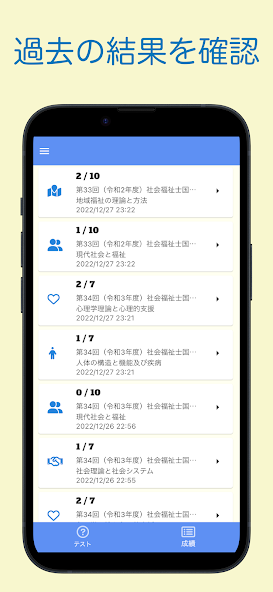 過去の結果を確認
2 / 10
第33回（令和2年度）社会福祉士国…
地域福祉の理論と方法
2022/12/27 23:22
1 / 10
第33回（令和2年度）社会福祉士国…
現代社会と福祉
2022/12/27 23:22
2 / 7
第34回（令和3年度）社会福祉士国…
心理学理論と心理的支援
2022/12/27 23:21
1 / 7
第34回（令和3年度）社会福祉士国…
人体の構造と機能及び疾病
2022/12/27 23:21
0 / 10
第34回（令和3年度）社会福祉士国…
現代社会と福祉
2022/12/26 22:56
1 / 7
第34回（令和3年度）社会福祉士国…
社会理論と社会システム
2022/12/26 22:55
2 / 7
第34回（令和3年度）社会福祉士国…
テスト
成績